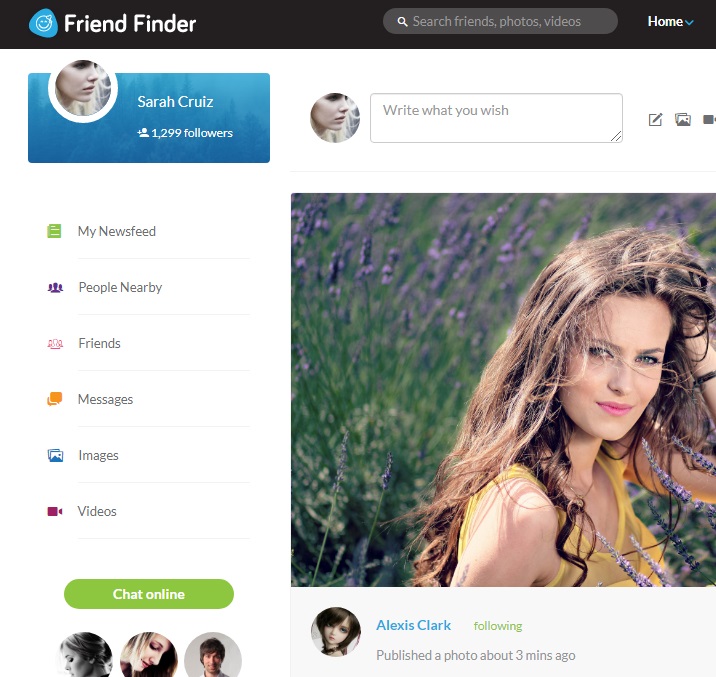 Friend Finder
Search friends, photos, videos
Home
Sarah Cruiz
1,299 followers
Write what you wish
My Newsfeed
People Nearby
Friends
Messages
Images
Videos
Chat online
Alexis Clark following
Published a photo about 3 mins ago